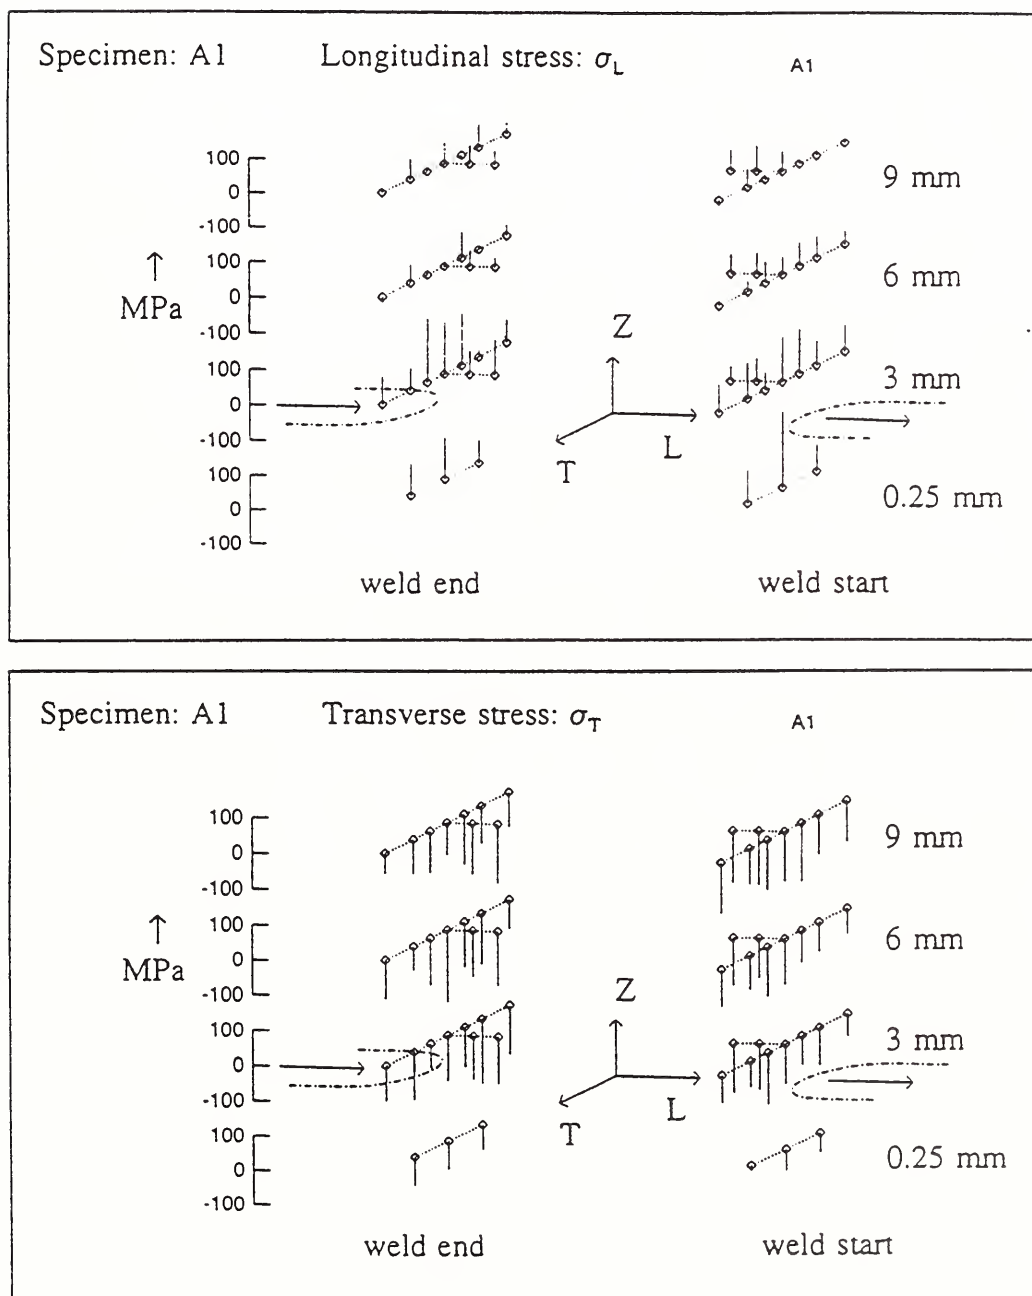 Specimen: A1 Longitudinal stress: σL A1
100
0
-100
9 mm
100
0
-100
6 mm
↑
MPa
100
0
-100
3 mm
Z
T
L
100
0
-100
0.25 mm
weld end weld start
Specimen: A1 Transverse stress: σT A1
100
0
-100
9 mm
100
0
-100
6 mm
↑
MPa
100
0
-100
3 mm
Z
T
L
100
0
-100
0.25 mm
weld end weld start